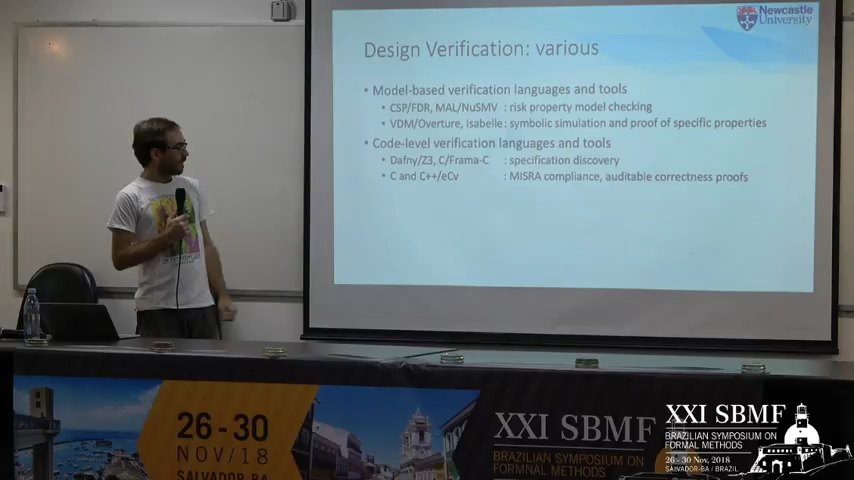 Newcastle
University
Design Verification: various
• Model-based verification languages and tools
• CSP/FDR, MAL/NuSMV : risk property model checking
• VDM/Overture, Isabelle : symbolic simulation and proof of specific properties
• Code-level verification languages and tools
• Dafny/Z3, C/Frama-C : specification discovery
• C and C++/eCv : MISRA compliance, auditable correctness proofs
26-30
NOV/18
SALVADOR-BA
XXI SBMF
BRAZILIAN SYMPOSIUM ON
FORMNAL METHODS
XXI SBMF
BRAZILIAN SYMPOSIUM ON
FORMAL METHODS
26 - 30 Nov, 2018
SALVADOR-BA / BRAZIL